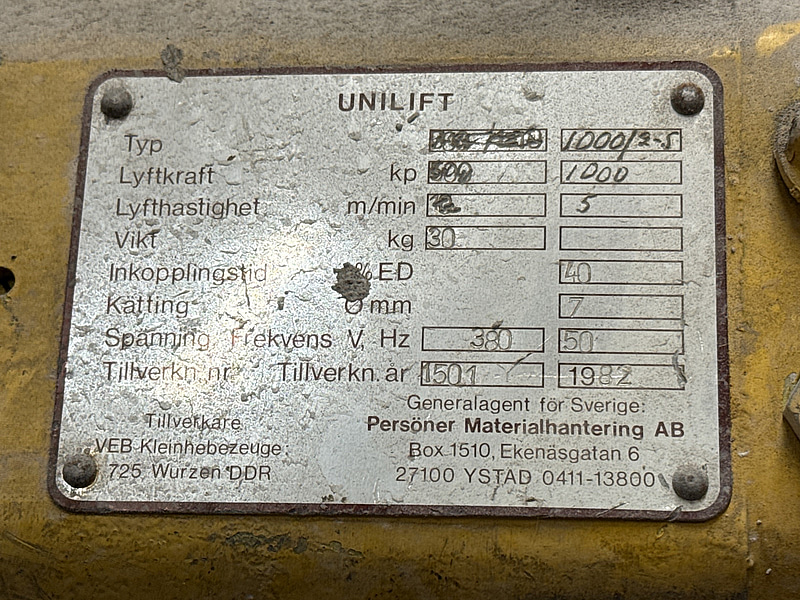 UNILIFT
Typ 1000/2-5
Lyftkraft kp 500 1000
Lyfthastighet m/min 5
Vikt kg 30
Inkopplingstid % ED 40
Kätting Ø mm 7
Spänning, Frekvens V, Hz 380 50
Tillverkn. nr Tillverkn. år 1501 1982
Tillverkare
VEB Kleinhebezeuge
725 Wurzen DDR
Generalagent för Sverige:
Persöner Materialhantering AB
Box 1510, Ekenäsgatan 6
27100 YSTAD 0411-13800